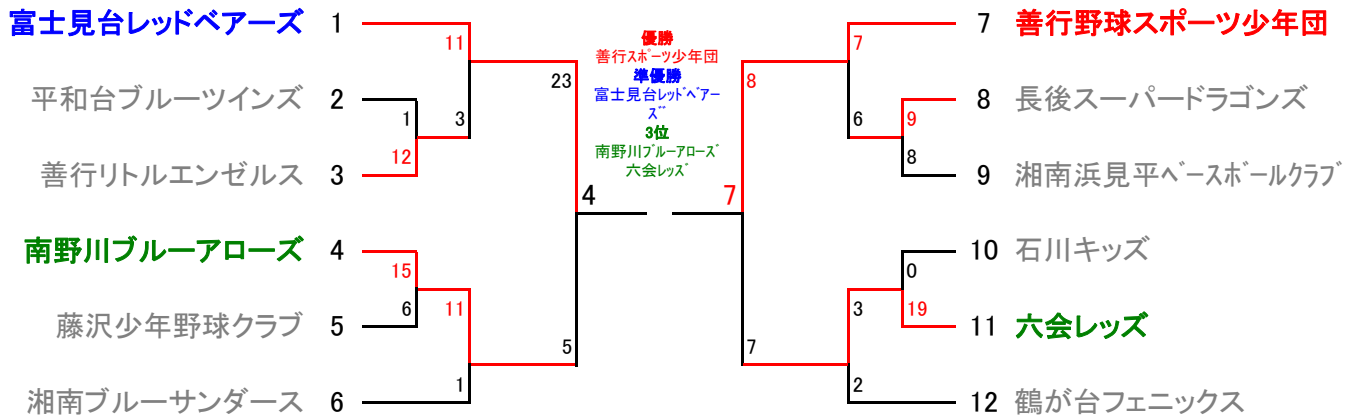 富士見台レッドベアーズ 1
平和台ブルーツインズ 2
善行リトルエンゼルス 3
南野川ブルーアローズ 4
藤沢少年野球クラブ 5
湘南ブルーサンダース 6
11
3
1
12
23
15
6
11
1
5
4
優勝
善行スポーツ少年団
準優勝
富士見台レッドベアー
ズ
3位
南野川ブルーアローズ
六会レッズ
7
8
7
6
9
8
7
3
0
19
2
7 善行野球スポーツ少年団
8 長後スーパードラゴンズ
9 湘南浜見平ベースボールクラブ
10 石川キッズ
11 六会レッズ
12 鶴が台フェニックス